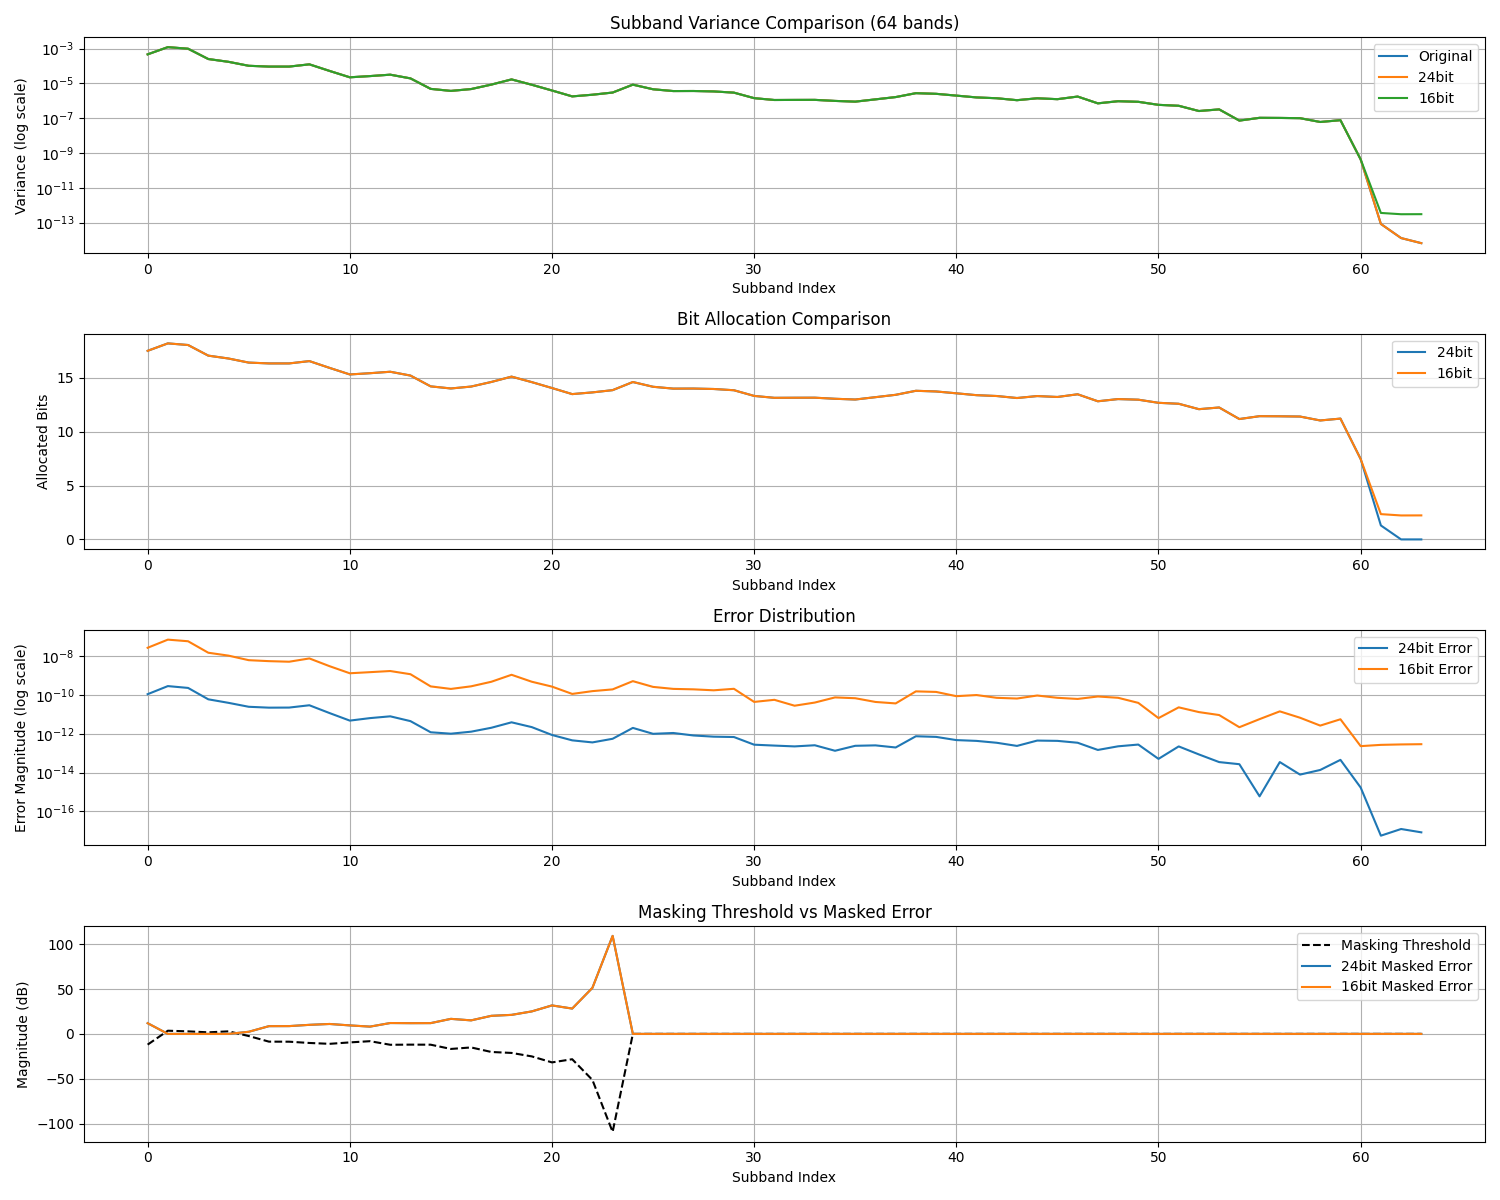 Subband Variance Comparison (64 bands)
Variance (log scale)
10⁻³
10⁻⁵
10⁻⁷
10⁻⁹
10⁻¹¹
10⁻¹³
Original
24bit
16bit
0 10 20 30 40 50 60
Subband Index
Bit Allocation Comparison
Allocated Bits
15
10
5
0
24bit
16bit
0 10 20 30 40 50 60
Subband Index
Error Distribution
Error Magnitude (log scale)
10⁻⁸
10⁻¹⁰
10⁻¹²
10⁻¹⁴
10⁻¹⁶
24bit Error
16bit Error
0 10 20 30 40 50 60
Subband Index
Masking Threshold vs Masked Error
Magnitude (dB)
100
50
0
−50
−100
Masking Threshold
24bit Masked Error
16bit Masked Error
0 10 20 30 40 50 60
Subband Index